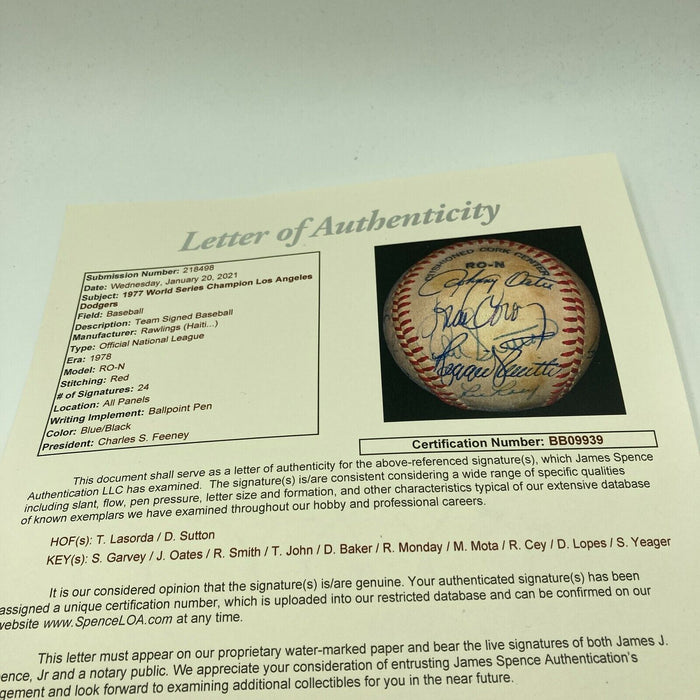 Letter of Authenticity
Submission Number: 218498
Date: Wednesday, January 20, 2021
Subject: 1977 World Series Champion Los Angeles
Dodgers
Field: Baseball
Description: Team Signed Baseball
Manufacturer: Rawlings (Haiti...)
Type: Official National League
Era: 1978
Model: RO-N
Stitching: Red
# of Signatures: 24
Location: All Panels
Writing Implement: Ballpoint Pen
Color: Blue/Black
President: Charles S. Feeney
CUSHIONED CORK CENTER
RO-N
Johnny Oates
Reggie Smith
Certification Number: BB09939
This document shall serve as a letter of authenticity for the above-referenced signature(s), which James Spence
Authentication LLC has examined. The signature(s) is/are consistent considering a wide range of specific qualities
including slant, flow, pen pressure, letter size and formation, and other characteristics typical of our extensive database
of known exemplars we have examined throughout our hobby and professional careers.
HOF(s): T. Lasorda / D. Sutton
KEY(s): S. Garvey / J. Oates / R. Smith / T. John / D. Baker / R. Monday / M. Mota / R. Cey / D. Lopes / S. Yeager
It is our considered opinion that the signature(s) is/are genuine. Your authenticated signature(s) has been
assigned a unique certification number, which is uploaded into our restricted database and can be confirmed on our
website www.SpenceLOA.com at any time.
This letter must appear on our proprietary water-marked paper and bear the live signatures of both James J.
ence, Jr and a notary public. We appreciate your consideration of entrusting James Spence Authentication's
gement and look forward to examining additional collectibles for you in the near future.